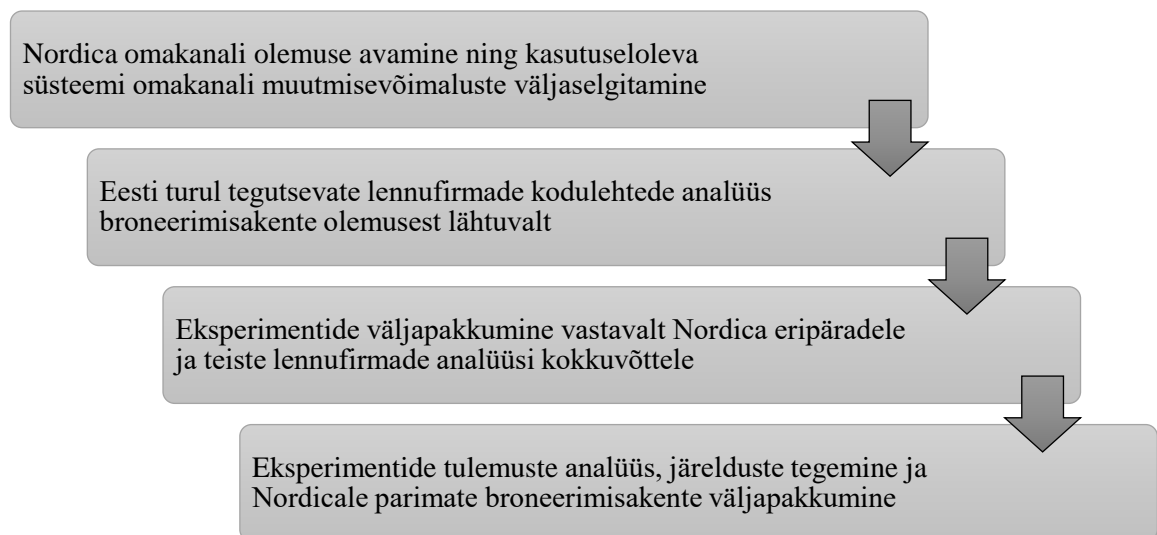 Nordica omakanali olemuse avamine ning kasutuseloleva
süsteemi omakanali muutmisevõimaluste väljaselgitamine
Eesti turul tegutsevate lennufirmade kodulehtede analüüs
broneerimisakente olemusest lähtuvalt
Eksperimentide väljapakkumine vastavalt Nordica eripäradele
ja teiste lennufirmade analüüsi kokkuvõttele
Eksperimentide tulemuste analüüs, järelduste tegemine ja
Nordicale parimate broneerimisakente väljapakkumine